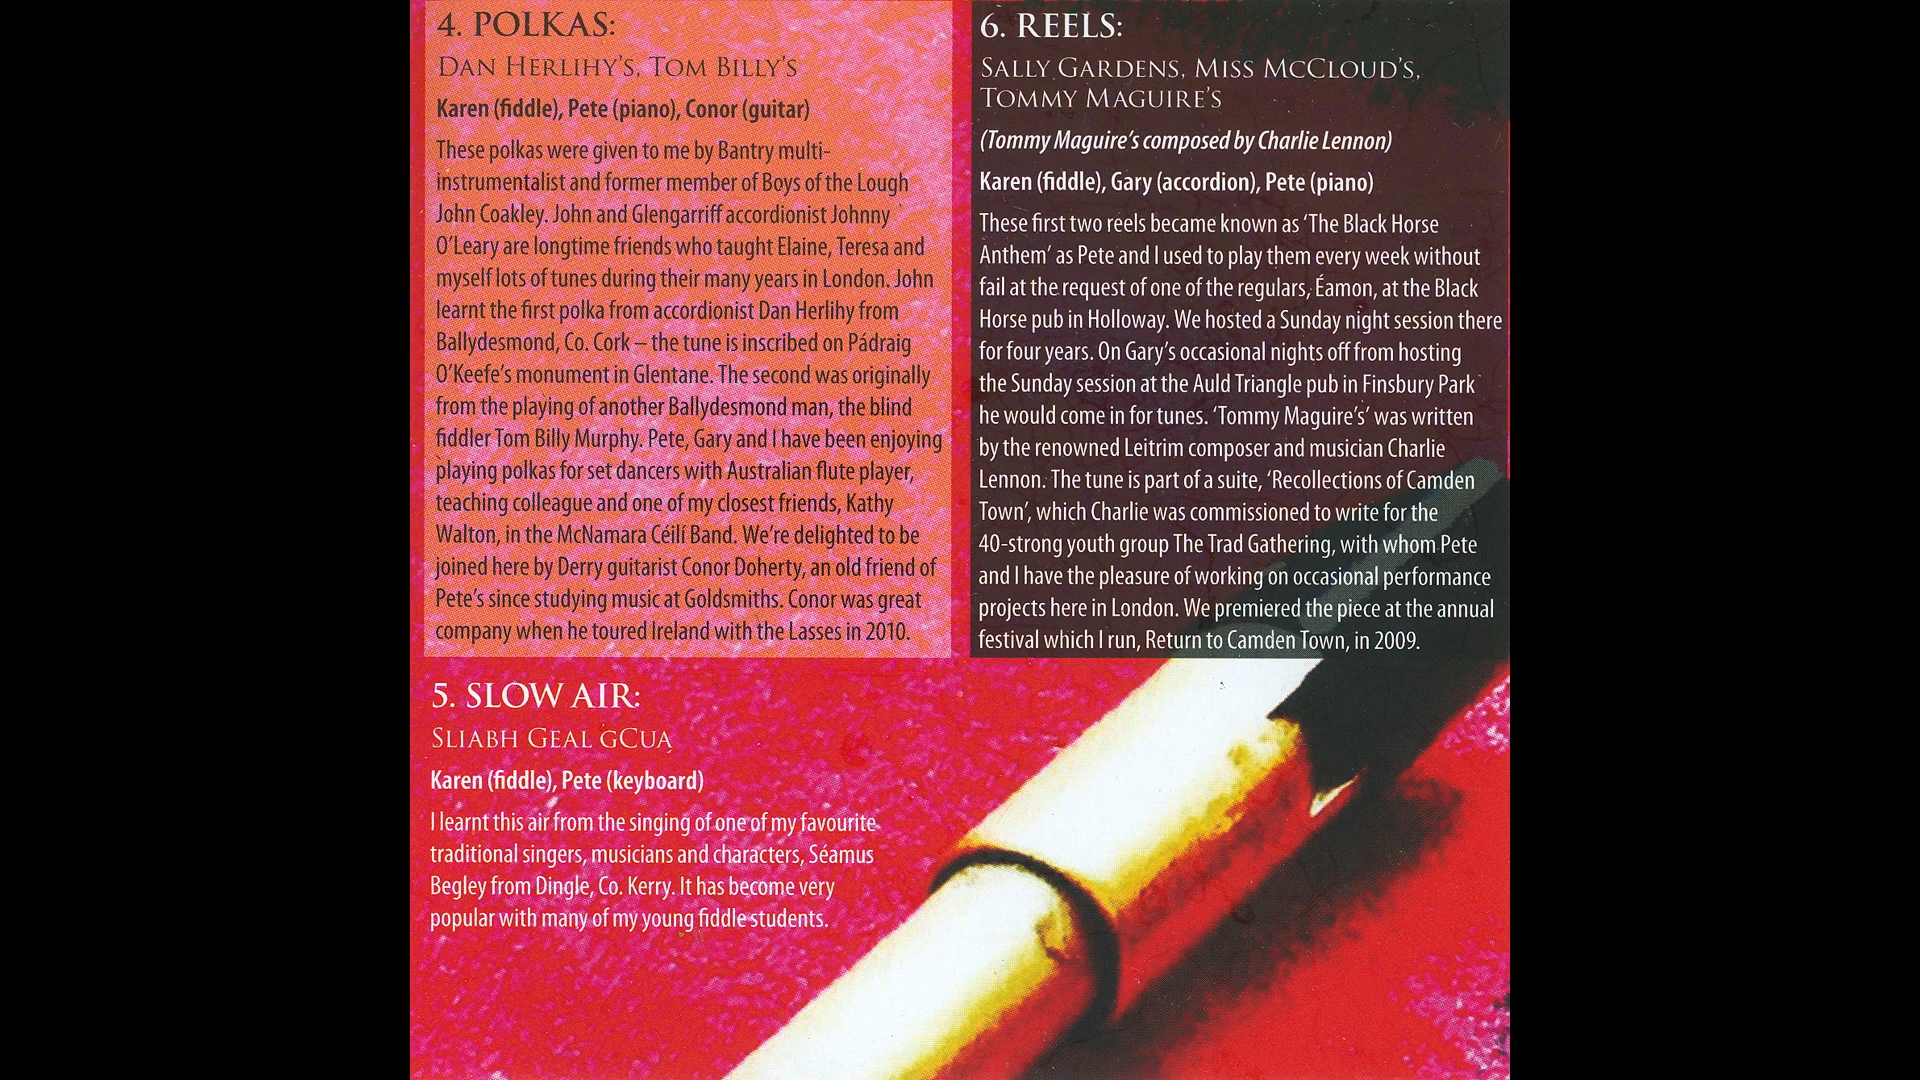 4. POLKAS:
DAN HERLIHY'S, TOM BILLY'S
Karen (fiddle), Pete (piano), Conor (guitar)
These polkas were given to me by Bantry multi-
instrumentalist and former member of Boys of the Lough
John Coakley. John and Glengarriff accordionist Johnny
O'Leary are longtime friends who taught Elaine, Teresa and
myself lots of tunes during their many years in London. John
learnt the first polka from accordionist Dan Herlihy from
Ballydesmond, Co. Cork – the tune is inscribed on Pádraig
O'Keefe's monument in Glentane. The second was originally
from the playing of another Ballydesmond man, the blind
fiddler Tom Billy Murphy. Pete, Gary and I have been enjoying
playing polkas for set dancers with Australian flute player,
teaching colleague and one of my closest friends, Kathy
Walton, in the McNamara Céilí Band. We're delighted to be
joined here by Derry guitarist Conor Doherty, an old friend of
Pete's since studying music at Goldsmiths. Conor was great
company when he toured Ireland with the Lasses in 2010.
5. SLOW AIR:
SLIABH GEAL GCUA
Karen (fiddle), Pete (keyboard)
I learnt this air from the singing of one of my favourite
traditional singers, musicians and characters, Séamus
Begley from Dingle, Co. Kerry. It has become very
popular with many of my young fiddle students.
6. REELS:
SALLY GARDENS, MISS MCCLOUD'S,
TOMMY MAGUIRE'S
(Tommy Maguire's composed by Charlie Lennon)
Karen (fiddle), Gary (accordion), Pete (piano)
These first two reels became known as 'The Black Horse
Anthem' as Pete and I used to play them every week without
fail at the request of one of the regulars, Éamon, at the Black
Horse pub in Holloway. We hosted a Sunday night session there
for four years. On Gary's occasional nights off from hosting
the Sunday session at the Auld Triangle pub in Finsbury Park
he would come in for tunes. 'Tommy Maguire's' was written
by the renowned Leitrim composer and musician Charlie
Lennon. The tune is part of a suite, 'Recollections of Camden
Town', which Charlie was commissioned to write for the
40-strong youth group The Trad Gathering, with whom Pete
and I have the pleasure of working on occasional performance
projects here in London. We premiered the piece at the annual
festival which I run, Return to Camden Town, in 2009.